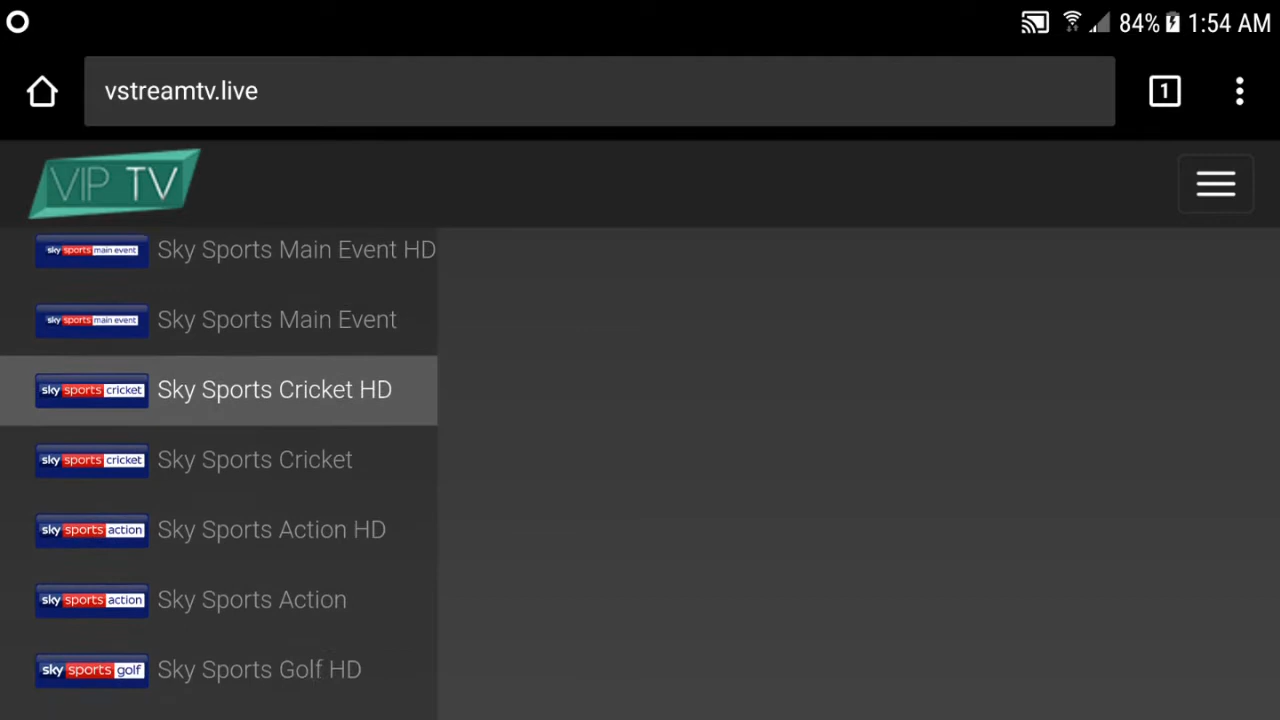 84% 1:54 AM
vstreamtv.live
1
VIP TV
sky sports main event Sky Sports Main Event HD
sky sports main event Sky Sports Main Event
sky sports cricket Sky Sports Cricket HD
sky sports cricket Sky Sports Cricket
sky sports action Sky Sports Action HD
sky sports action Sky Sports Action
sky sports golf Sky Sports Golf HD